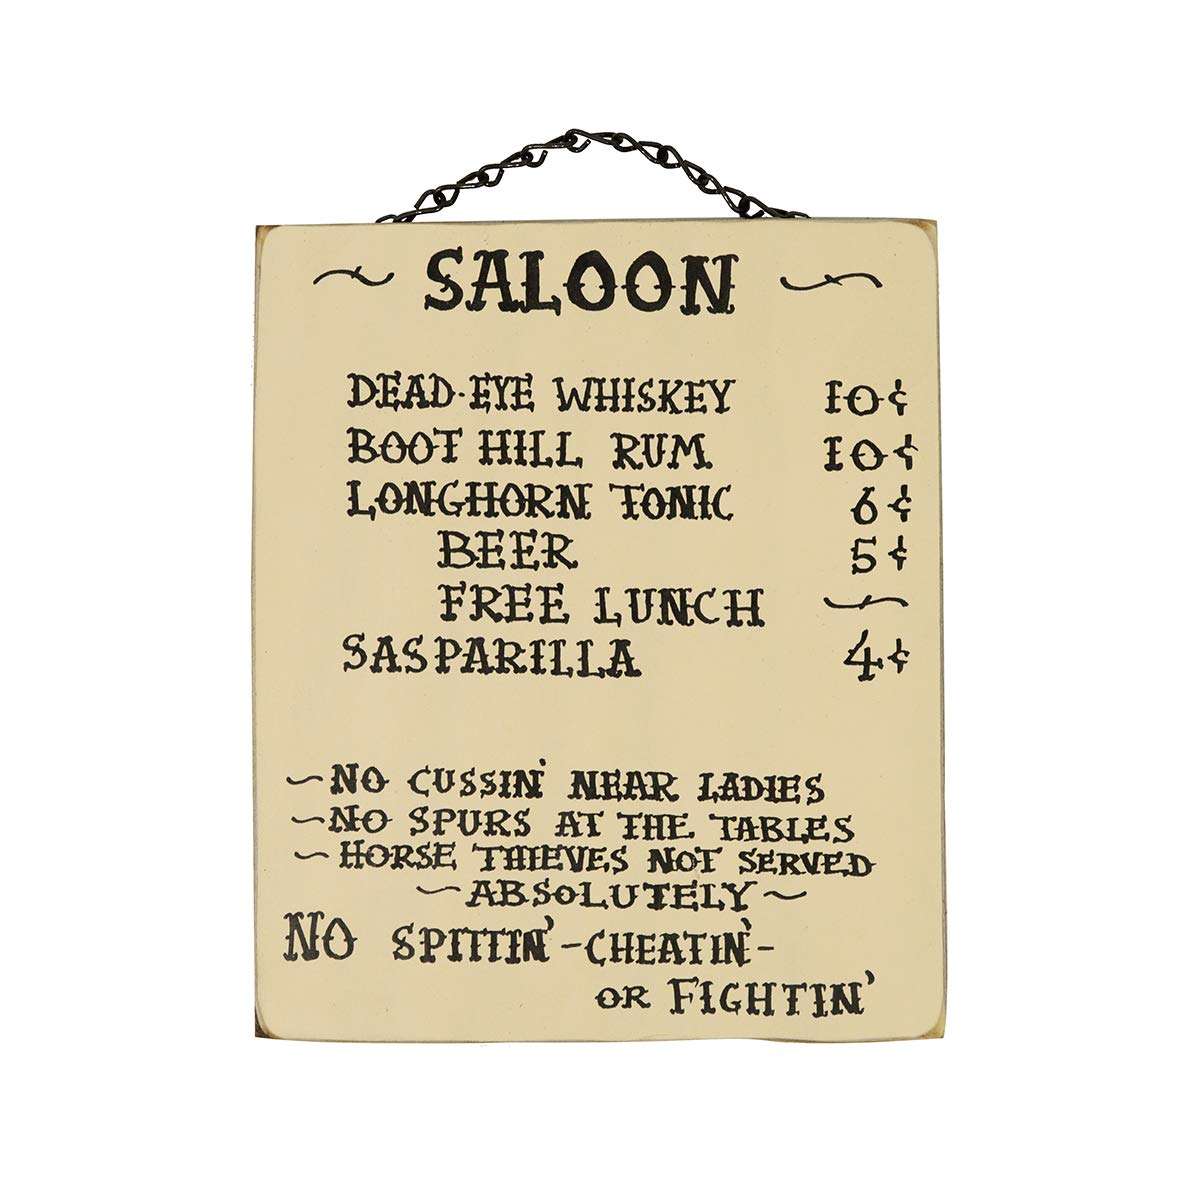 ~ SALOON ~
DEAD-EYE WHISKEY 10¢
BOOT HILL RUM 10¢
LONGHORN TONIC 6¢
BEER 5¢
FREE LUNCH ~
SASPARILLA 4¢
~NO CUSSIN' NEAR LADIES
~NO SPURS AT THE TABLES
~HORSE THIEVES NOT SERVED
~ABSOLUTELY~
NO SPITTIN'-CHEATIN'-
OR FIGHTIN'